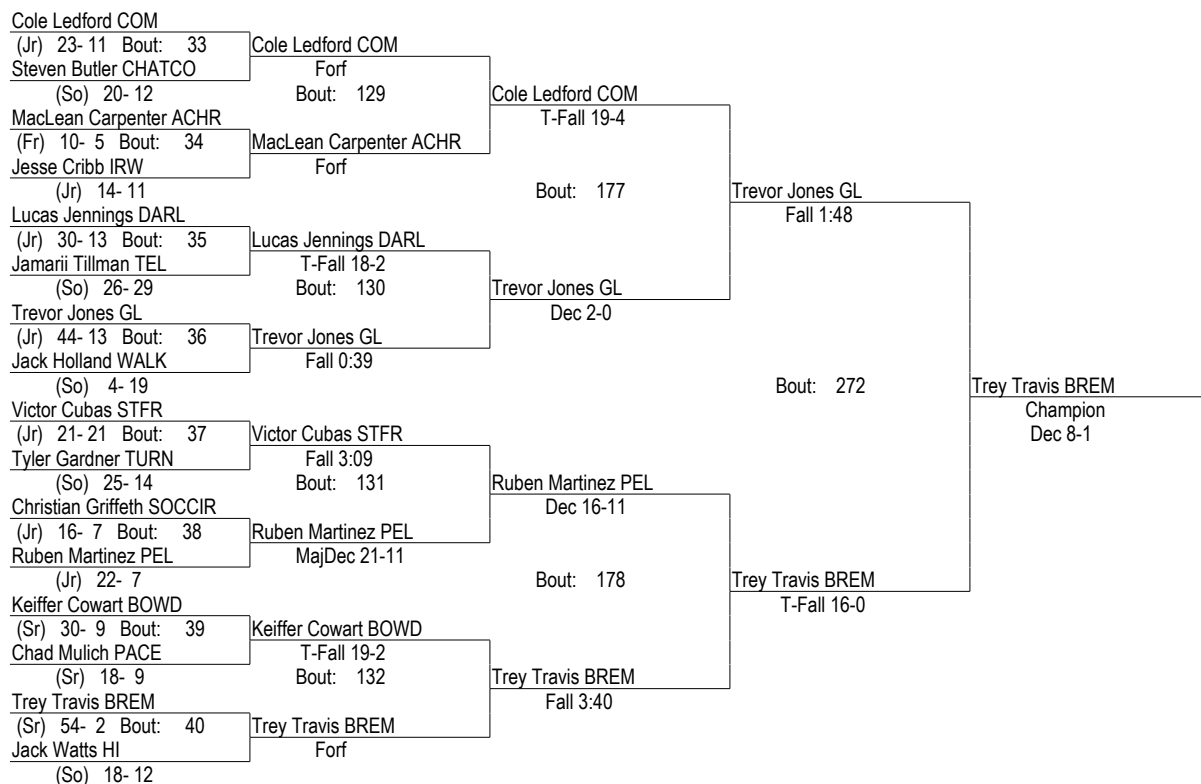 Cole Ledford COM
(Jr) 23- 11 Bout: 33 Cole Ledford COM
Steven Butler CHATCO Forf
(So) 20- 12 Bout: 129 Cole Ledford COM
MacLean Carpenter ACHR T-Fall 19-4
(Fr) 10- 5 Bout: 34 MacLean Carpenter ACHR
Jesse Cribb IRW Forf
(Jr) 14- 11 Bout: 177 Trevor Jones GL
Lucas Jennings DARL Fall 1:48
(Jr) 30- 13 Bout: 35 Lucas Jennings DARL
Jamarii Tillman TEL T-Fall 18-2
(So) 26- 29 Bout: 130 Trevor Jones GL
Trevor Jones GL Dec 2-0
(Jr) 44- 13 Bout: 36 Trevor Jones GL
Jack Holland WALK Fall 0:39
(So) 4- 19 Bout: 272 Trey Travis BREM
Victor Cubas STFR Champion
(Jr) 21- 21 Bout: 37 Victor Cubas STFR Dec 8-1
Tyler Gardner TURN Fall 3:09
(So) 25- 14 Bout: 131 Ruben Martinez PEL
Christian Griffeth SOCCIR Dec 16-11
(Jr) 16- 7 Bout: 38 Ruben Martinez PEL
Ruben Martinez PEL MajDec 21-11
(Jr) 22- 7 Bout: 178 Trey Travis BREM
Keiffer Cowart BOWD T-Fall 16-0
(Sr) 30- 9 Bout: 39 Keiffer Cowart BOWD
Chad Mulich PACE T-Fall 19-2
(Sr) 18- 9 Bout: 132 Trey Travis BREM
Trey Travis BREM Fall 3:40
(Sr) 54- 2 Bout: 40 Trey Travis BREM
Jack Watts HI Forf
(So) 18- 12